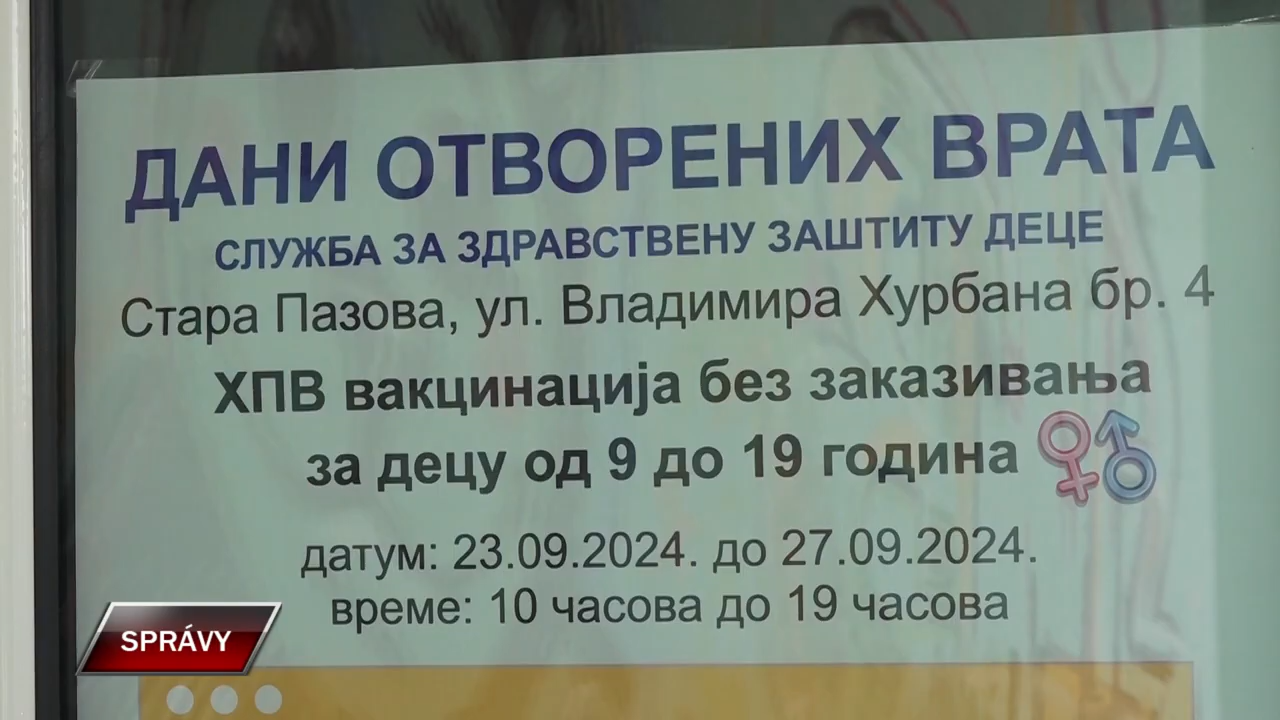 ДАНИ ОТВОРЕНИХ ВРАТА
СЛУЖБА ЗА ЗДРАВСТВЕНУ ЗАШТИТУ ДЕЦЕ
Стара Пазова, ул. Владимира Хурбана бр. 4
ХПВ вакцинација без заказивања
за децу од 9 до 19 година
датум: 23.09.2024. до 27.09.2024.
време: 10 часова до 19 часова
SPRÁVY